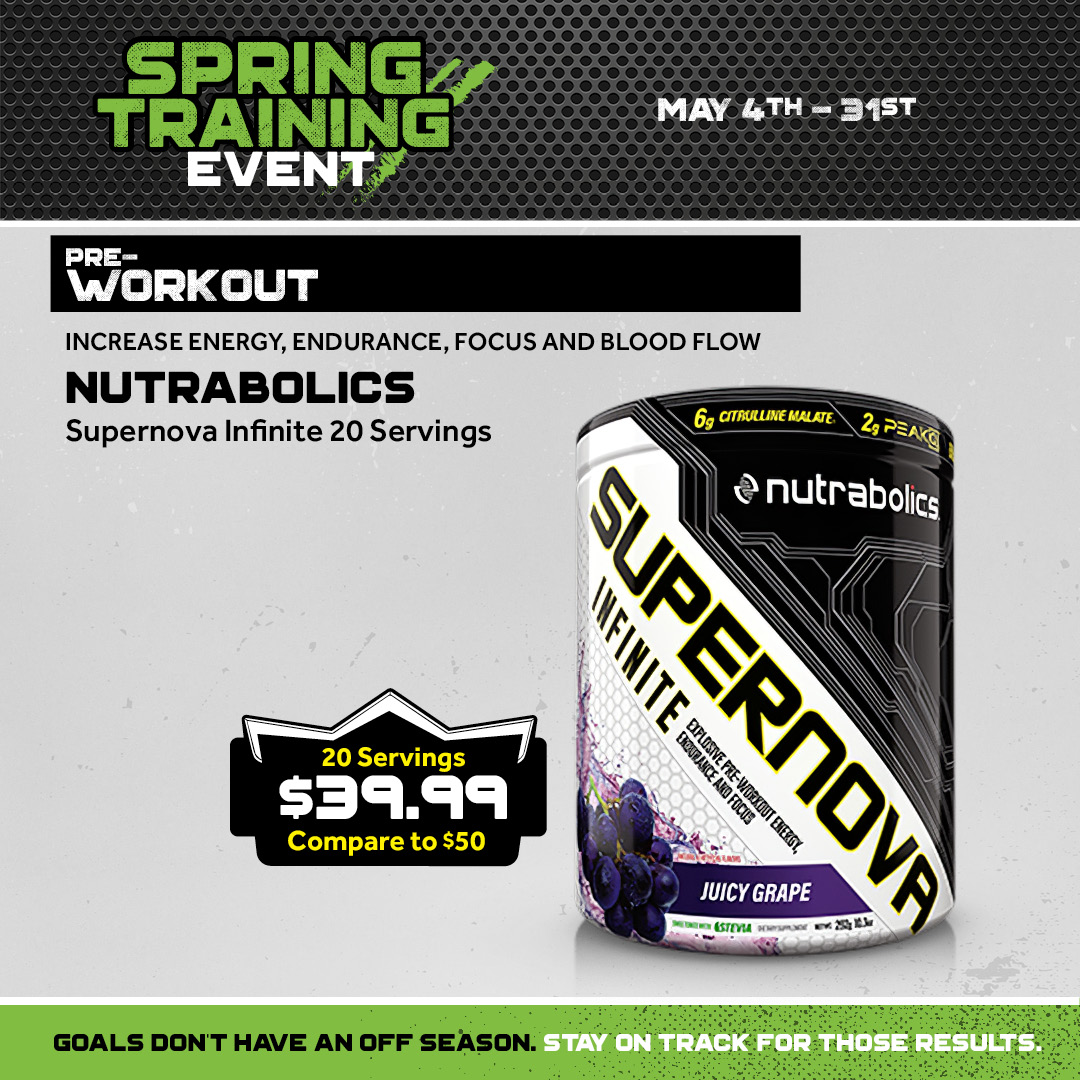 SPRING
TRAINING
EVENT
MAY 4TH – 31ST
PRE-
WORKOUT
INCREASE ENERGY, ENDURANCE, FOCUS AND BLOOD FLOW
NUTRABOLICS
Supernova Infinite 20 Servings
6g CITRULLINE MALATE
2g PEAKO2
nutrabolics
SUPERNOVA
INFINITE
EXPLOSIVE PRE-WORKOUT ENERGY,
ENDURANCE AND FOCUS
20 Servings
$39.99
Compare to $50
JUICY GRAPE
SWEETENED WITH STEVIA DIETARY SUPPLEMENT
GOALS DON'T HAVE AN OFF SEASON. STAY ON TRACK FOR THOSE RESULTS.